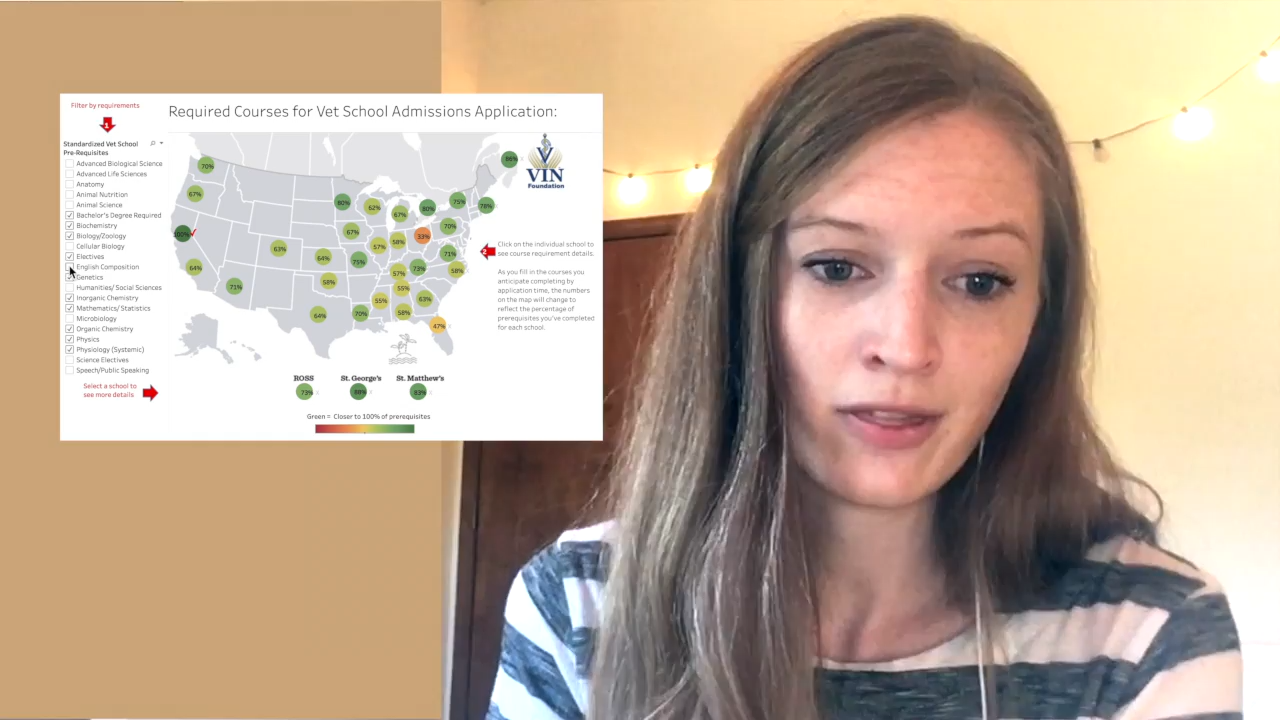 Filter by requirements
1
Required Courses for Vet School Admissions Application:
Standardized Vet School
Pre-Requisites
Advanced Biological Science
Advanced Life Sciences
Anatomy
Animal Nutrition
Animal Science
Bachelor's Degree Required
Biochemistry
Biology/Zoology
Cellular Biology
Electives
English Composition
Genetics
Humanities/ Social Sciences
Inorganic Chemistry
Mathematics/ Statistics
Microbiology
Organic Chemistry
Physics
Physiology (Systemic)
Science Electives
Speech/Public Speaking
Select a school to
see more details
70%
67%
100%
64%
71%
63%
80%
62%
67%
80%
75%
78%
86%
67%
57%
58%
33%
70%
64%
75%
71%
58%
57%
73%
58%
55%
55%
63%
64%
70%
58%
47%
VIN
Foundation
2
Click on the individual school to
see course requirement details.
As you fill in the courses you
anticipate completing by
application time, the numbers
on the map will change to
reflect the percentage of
prerequisites you've completed
for each school.
ROSS St. George's St. Matthew's
73% 83%
Green = Closer to 100% of prerequisites